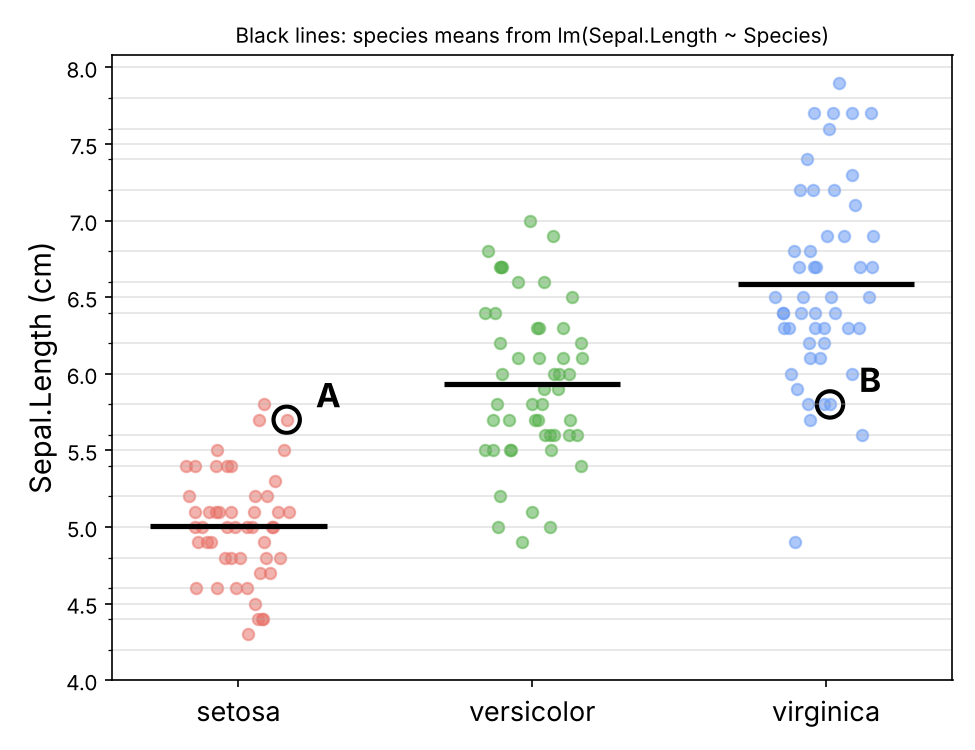 Black lines: species means from lm(Sepal.Length ~ Species)
8.0
7.5
7.0
6.5
6.0
5.5
5.0
4.5
4.0
Sepal.Length (cm)
A
B
setosa
versicolor
virginica